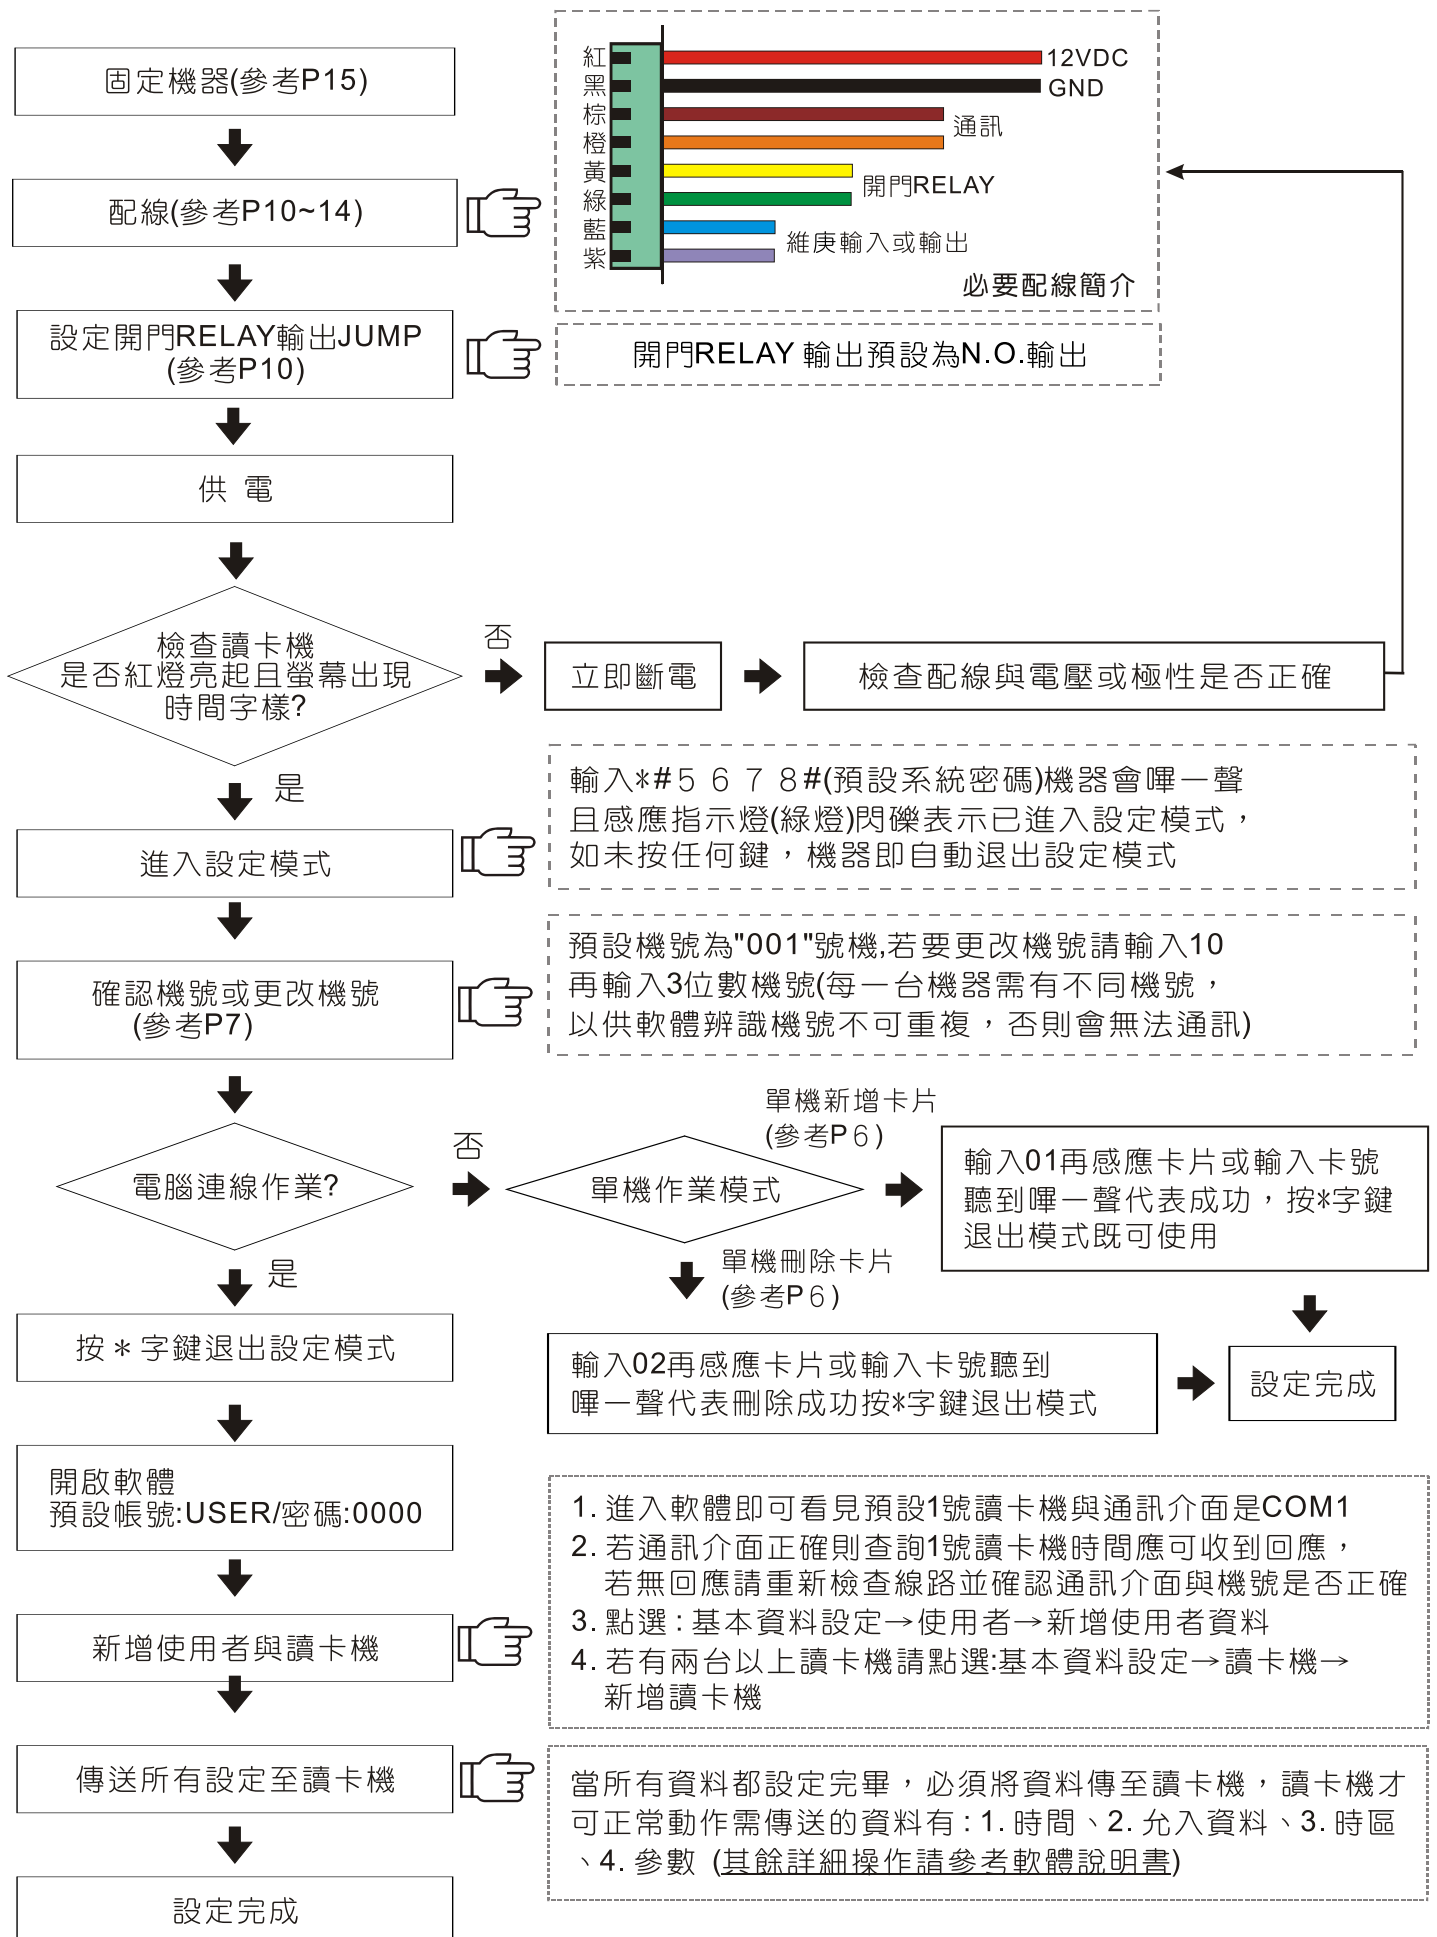 固定機器(參考P15)
配線(參考P10~14)
紅
黑
棕
橙
黃
綠
藍
紫
12VDC
GND
通訊
開門RELAY
維庚輸入或輸出
必要配線簡介
設定開門RELAY輸出JUMP
(參考P10)
開門RELAY 輸出預設為N.O.輸出
供 電
檢查讀卡機
是否紅燈亮起且螢幕出現
時間字樣?
否
立即斷電
檢查配線與電壓或極性是否正確
是
進入設定模式
輸入*#５６７８#(預設系統密碼)機器會嗶一聲
且感應指示燈(綠燈)閃礫表示已進入設定模式，
如未按任何鍵，機器即自動退出設定模式
確認機號或更改機號
(參考P7)
預設機號為"001"號機,若要更改機號請輸入10
再輸入3位數機號(每一台機器需有不同機號，
以供軟體辨識機號不可重複，否則會無法通訊)
電腦連線作業?
否
單機作業模式
單機新增卡片
(參考P６)
輸入01再感應卡片或輸入卡號
聽到嗶一聲代表成功，按*字鍵
退出模式既可使用
是
單機刪除卡片
(參考P６)
按＊字鍵退出設定模式
輸入02再感應卡片或輸入卡號聽到
嗶一聲代表刪除成功按*字鍵退出模式
設定完成
開啟軟體
預設帳號:USER/密碼:0000
新增使用者與讀卡機
1. 進入軟體即可看見預設1號讀卡機與通訊介面是COM1
2. 若通訊介面正確則查詢1號讀卡機時間應可收到回應，
若無回應請重新檢查線路並確認通訊介面與機號是否正確
3. 點選：基本資料設定→使用者→新增使用者資料
4. 若有兩台以上讀卡機請點選:基本資料設定→讀卡機→
新增讀卡機
傳送所有設定至讀卡機
當所有資料都設定完畢，必須將資料傳至讀卡機，讀卡機才
可正常動作需傳送的資料有：1. 時間、2. 允入資料、3. 時區
、4. 參數 (其餘詳細操作請參考軟體說明書)
設定完成